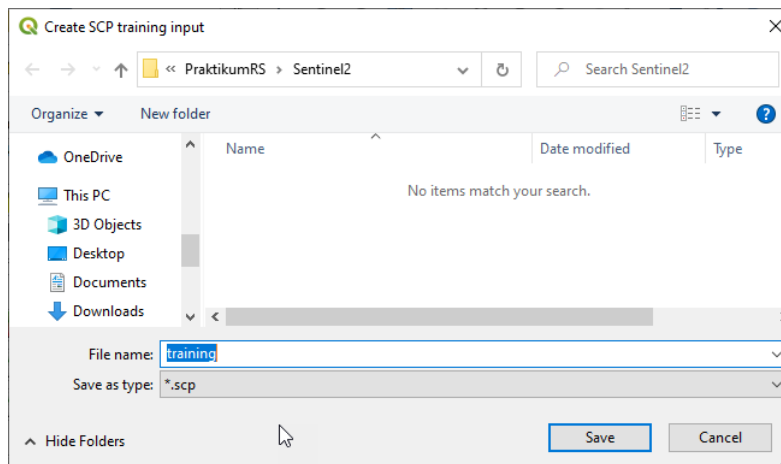 Create SCP training input
« PraktikumRS > Sentinel2
Search Sentinel2
Organize
New folder
Name
Date modified
Type
OneDrive
This PC
3D Objects
Desktop
Documents
Downloads
No items match your search.
File name: training
Save as type: *.scp
Hide Folders
Save
Cancel